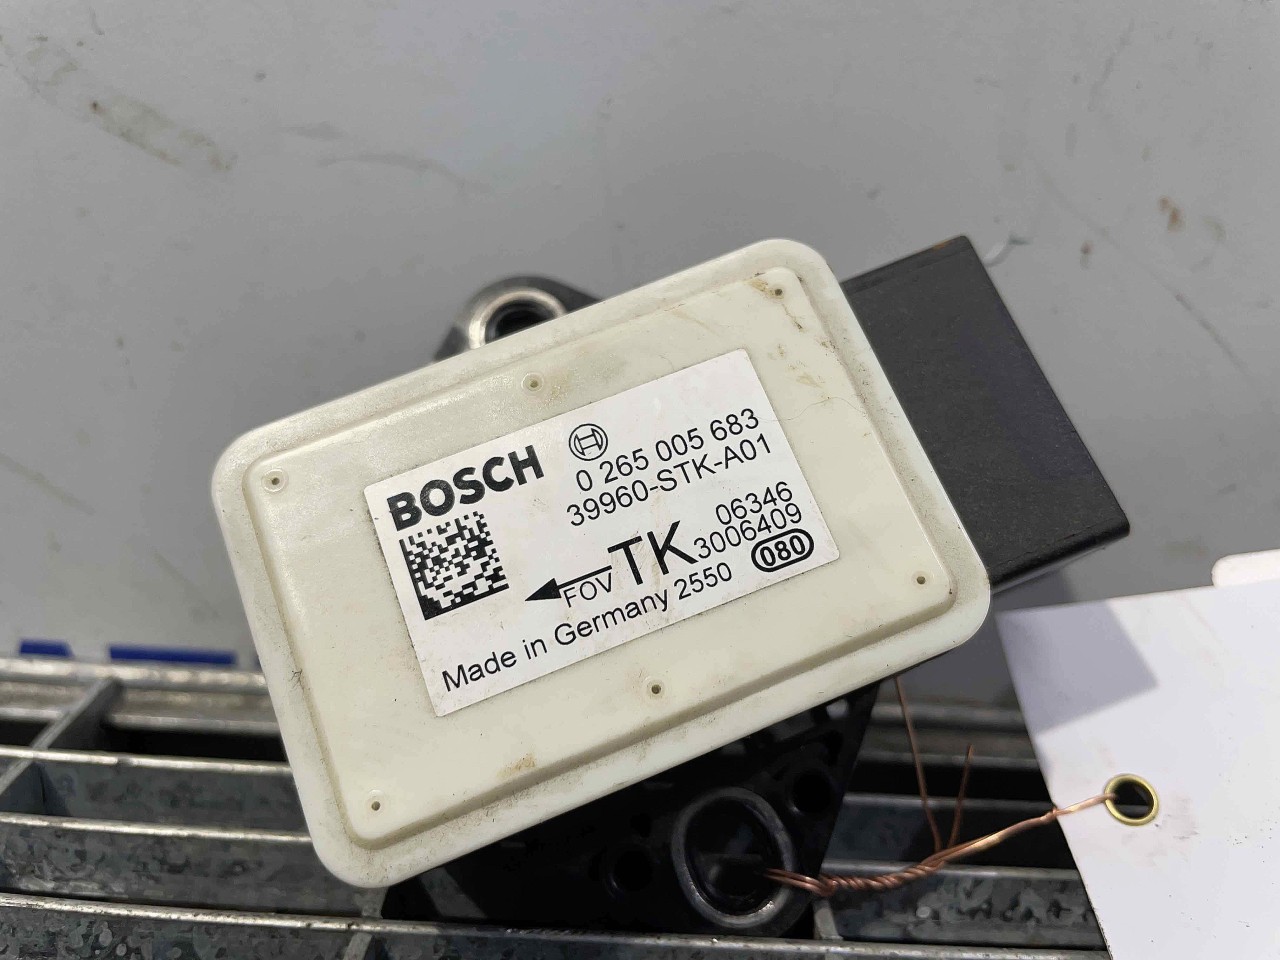 BOSCH
0 265 005 683
39960-STK-A01
06346
FOV TK 3006409
Made in Germany 2550 080